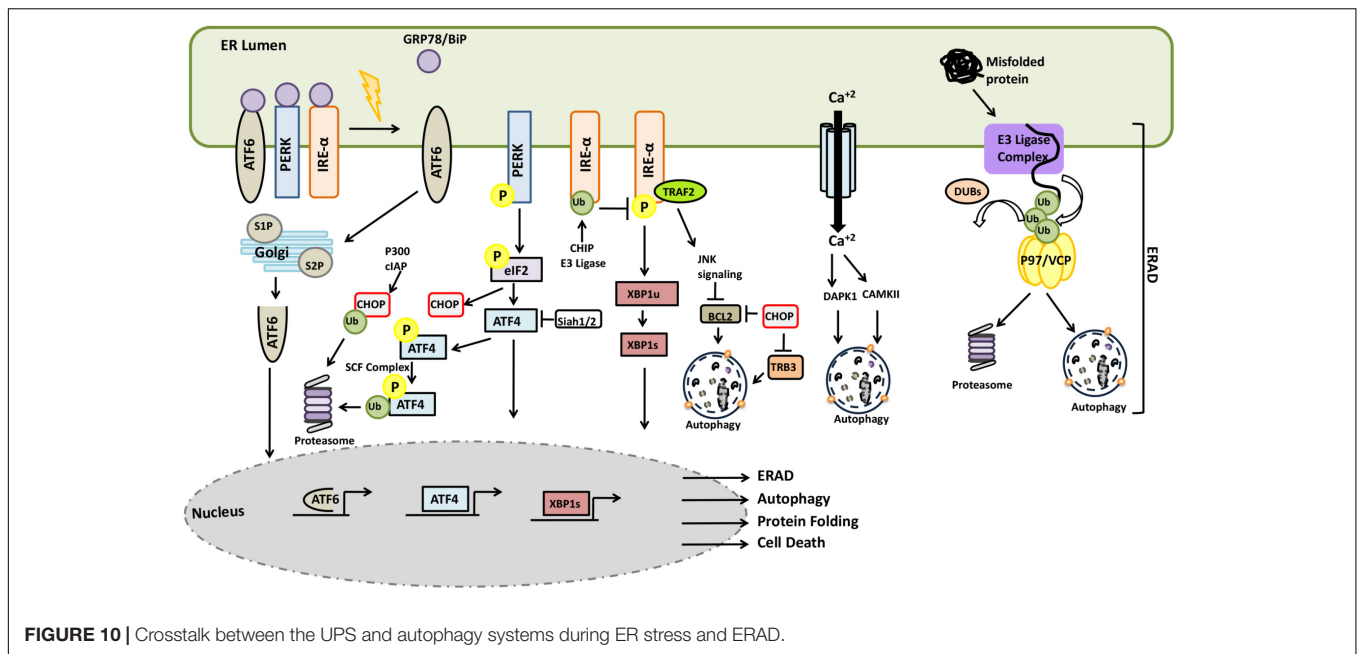 ER Lumen
GRP78/BiP
ATF6
PERK
IRE-α
ATF6
PERK
IRE-α
IRE-α
TRAF2
P
Ub
P
Ca+2
Ca+2
Misfolded
protein
E3 Ligase
Complex
DUBs
Ub
Ub
Ub
P97/VCP
ERAD
S1P
Golgi
S2P
P300
cIAP
CHOP
Ub
ATF6
P
eIF2
CHOP
ATF4
Siah1/2
P
ATF4
SCF Complex
P
Ub
ATF4
Proteasome
CHIP
E3 Ligase
XBP1u
XBP1s
JNK
signaling
BCL2
CHOP
TRB3
Autophagy
DAPK1
CAMKII
Autophagy
Proteasome
Autophagy
Nucleus
ATF6
ATF4
XBP1s
ERAD
Autophagy
Protein Folding
Cell Death
FIGURE 10 | Crosstalk between the UPS and autophagy systems during ER stress and ERAD.